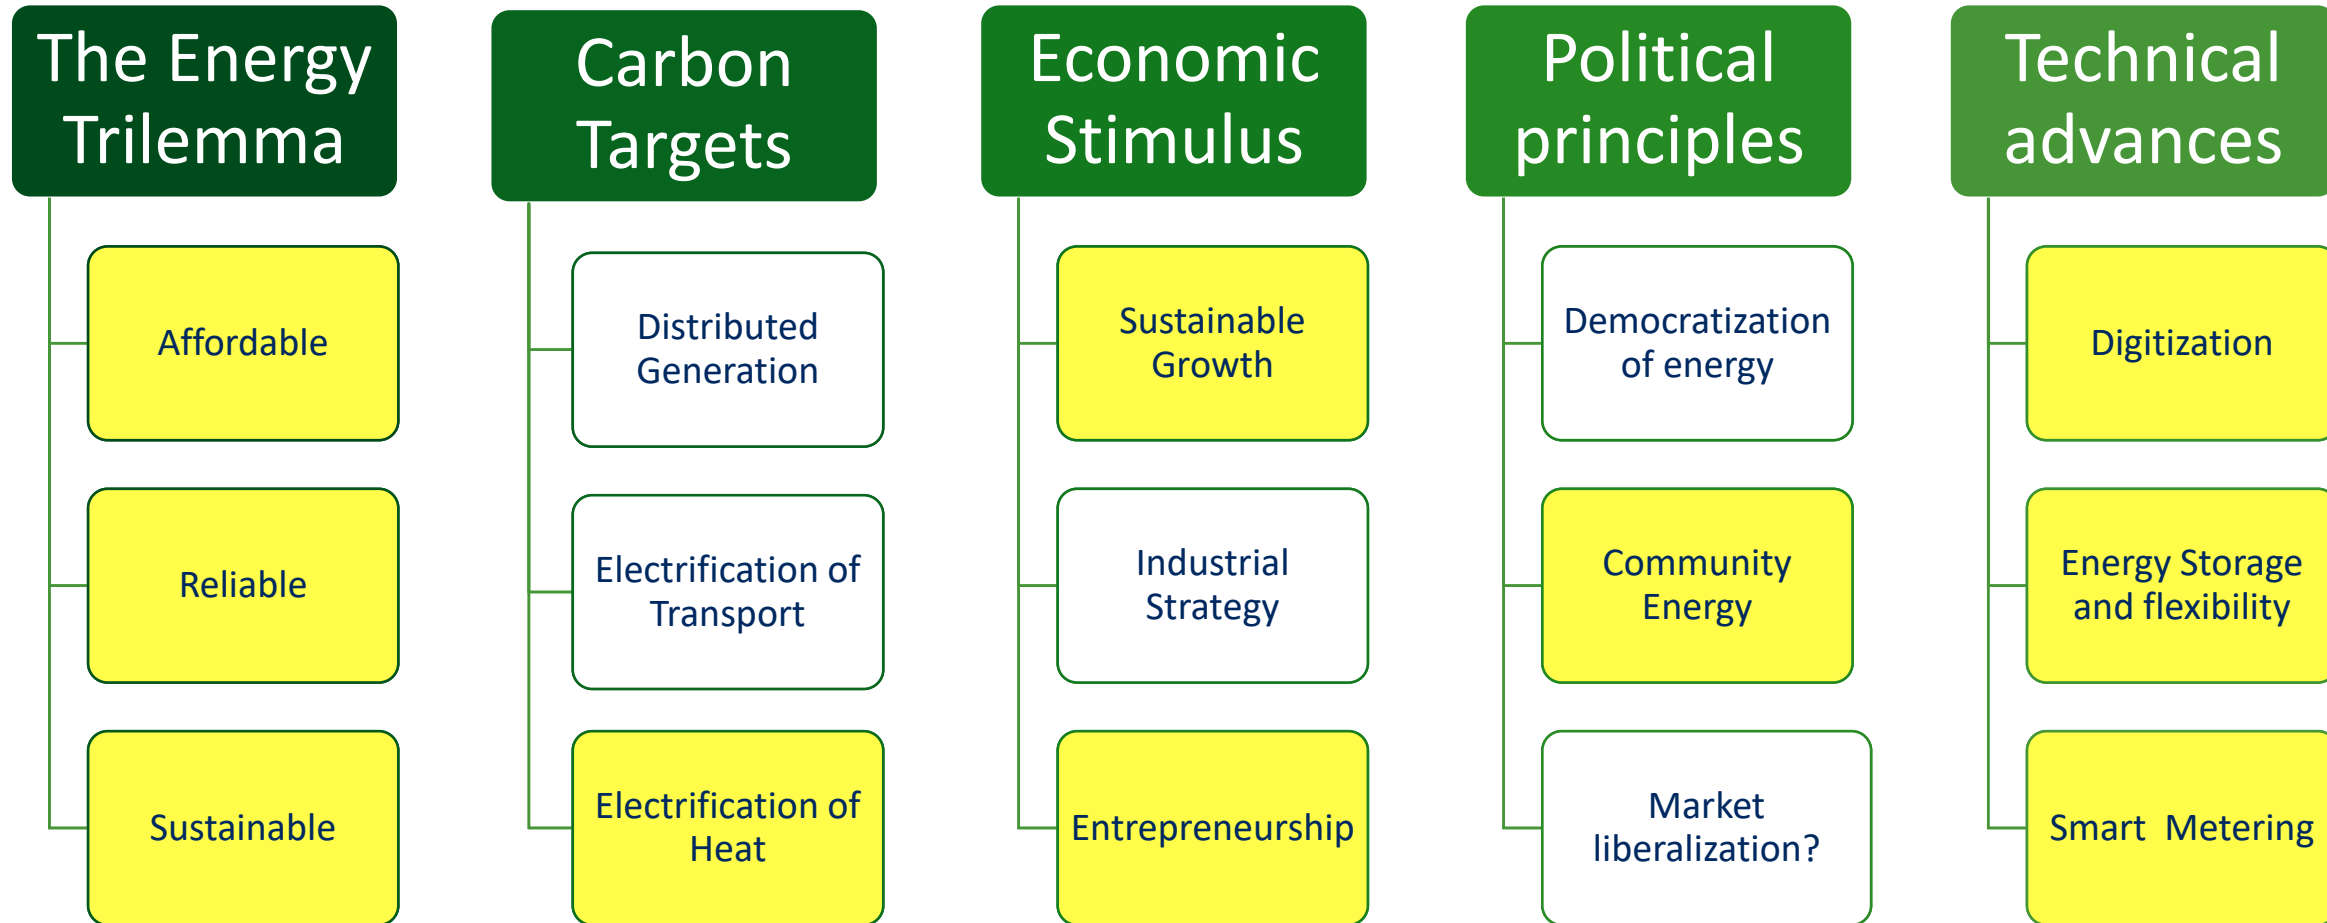 The Energy
Trilemma
Affordable
Reliable
Sustainable
Carbon
Targets
Distributed
Generation
Electrification of
Transport
Electrification of
Heat
Economic
Stimulus
Sustainable
Growth
Industrial
Strategy
Entrepreneurship
Political
principles
Democratization
of energy
Community
Energy
Market
liberalization?
Technical
advances
Digitization
Energy Storage
and flexibility
Smart  Metering